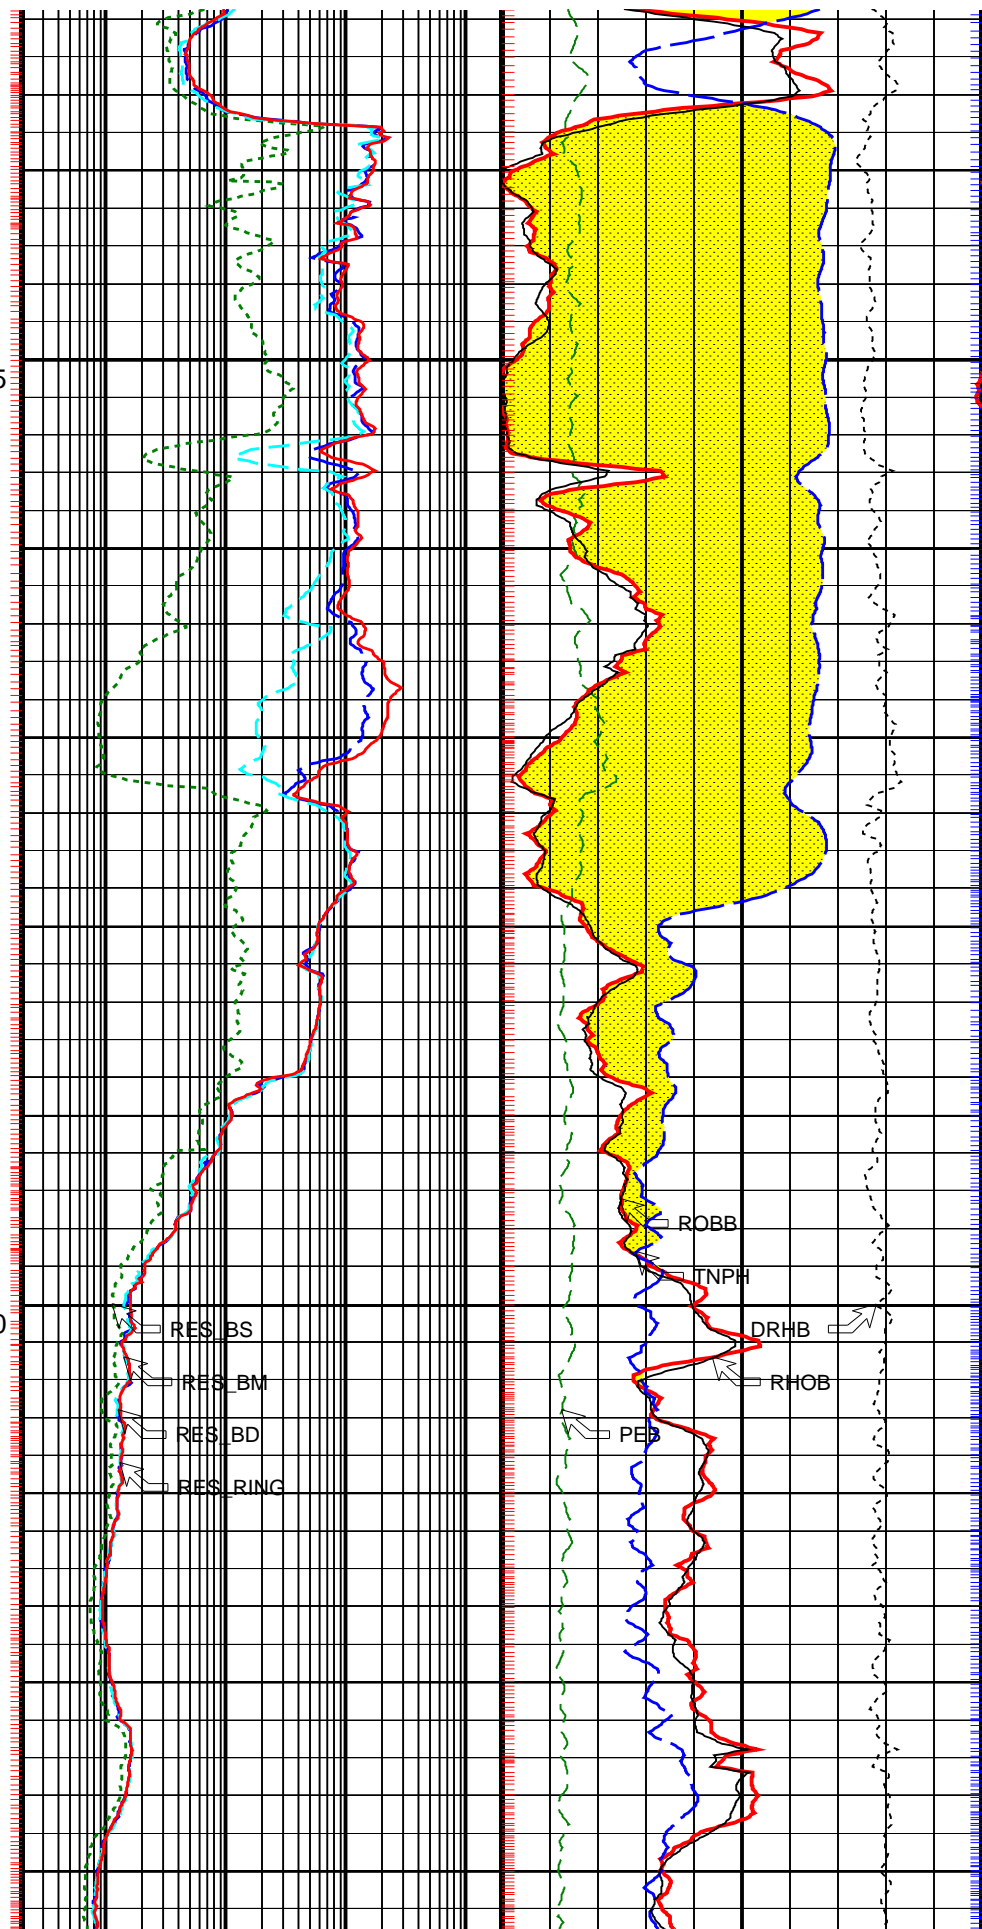 5
ROBB
TNPH
0
RES_BS
DRHB
RES_BM
RHOB
RES_BD
PEB
RES_RING